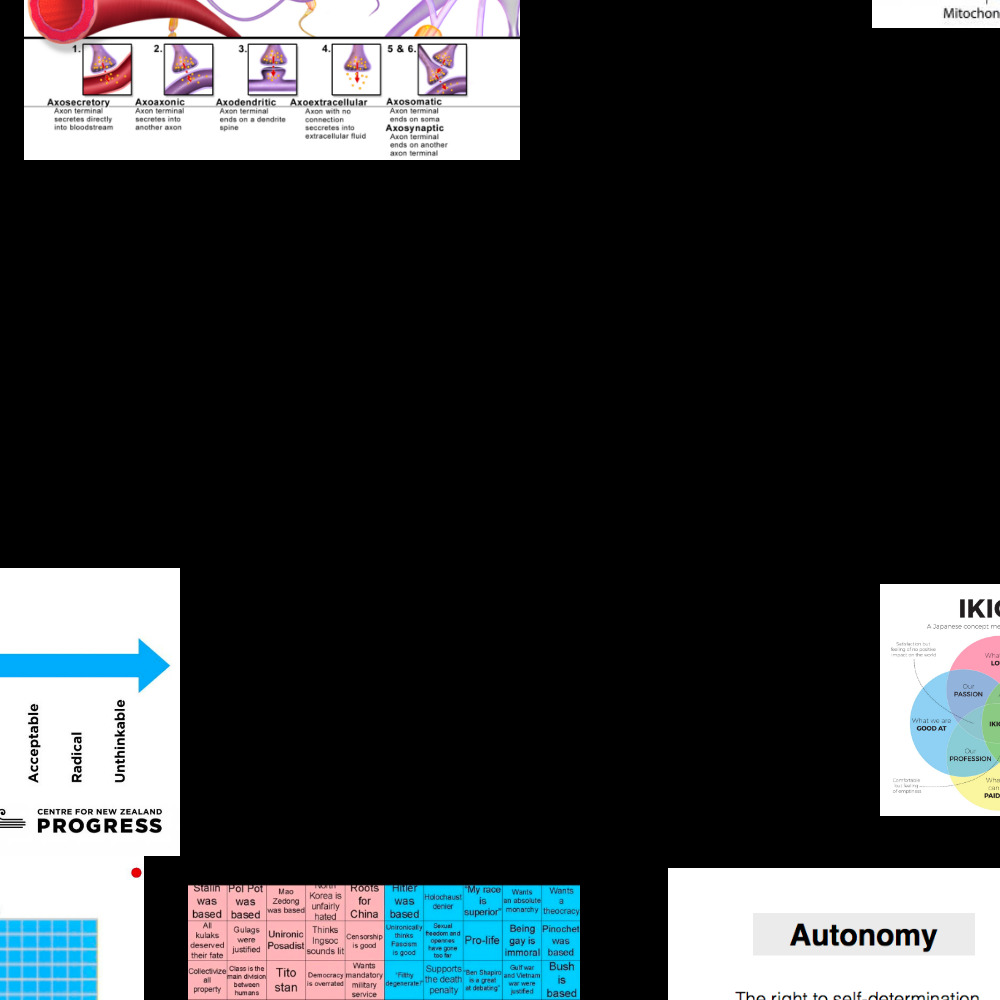 Mitochon
1.
2.
3.
4.
5 & 6.
Axosecretory
Axon terminal
secretes directly
into bloodstream
Axoaxonic
Axon terminal
secretes into
another axon
Axodendritic
Axon terminal
ends on a dendrite
spine
Axoextracellular
Axon with no
connection
seccretes into
extracellular fluid
Axosomatic
Axon terminal
ends on soma
Axosynaptic
Axon terminal
ends on another
axon terminal
Acceptable
Radical
Unthinkable
CENTRE FOR NEW ZEALAND
PROGRESS
IKIG
A Japanese concept me
Satisfaction but
feeling of no positive
impact on the world
What
LO
Our
PASSION
What we are
GOOD AT
IKIG
Our
PROFESSION
Comfortable
but feeling
of emptiness
can
PAID
Stalin
was
based
Pol Pot
was
based
Mao
Zedong
was based
North
Korea is
unfairly
hated
Roots
for
China
Hitler
was
based
Holocaust
denier
"My race
is
superior"
Wants
an absolute
monarchy
Wants
a
theocracy
All
kulaks
deserved
their fate
Gulags
were
justified
Unironic
Posadist
Thinks
Ingsoc
sounds lit
Censorship
is good
Unironically
thinks
Fascism
is good
Sexual
freedom and
openness
have gone
too far
Pro-life
Being
gay is
immoral
Pinochet
was
based
Collectivize
all
property
Class is the
main division
between
humans
Tito
stan
Democracy
is overrated
Wants
mandatory
military
service
"Filthy
degenerate!"
Supports
the death
penalty
"Ben Shapiro
is a great
at debating"
Gulf war
and Vietnam
war were
justified
Bush
is
based
Autonomy
The right to self-determination